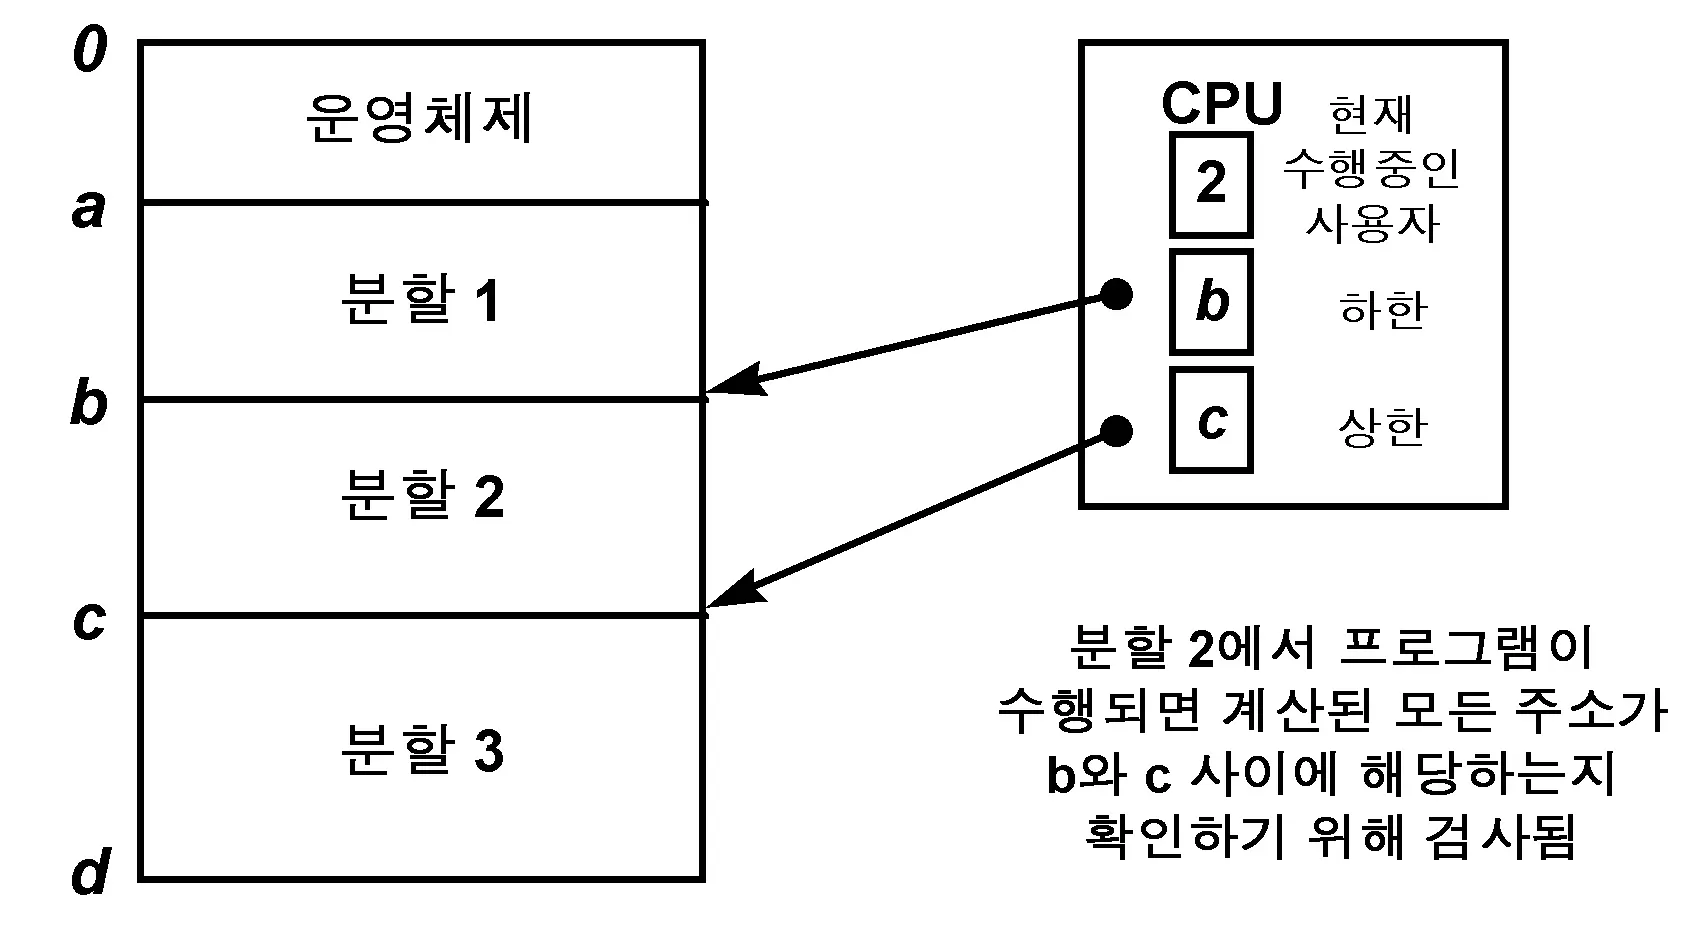 0
운영체제
a
분할 1
b
분할 2
c
분할 3
d
CPU
2
현재
수행중인
사용자
b
하한
c
상한
분할 2에서 프로그램이
수행되면 계산된 모든 주소가
b와 c 사이에 해당하는지
확인하기 위해 검사됨